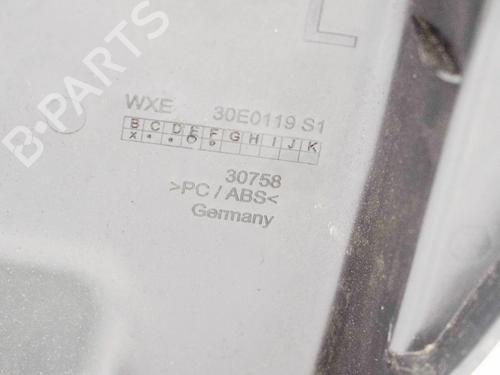 B-PARTS
L
WXE 30E0119 S1
B C D E F G H I J K
30758
>PC / ABS<
Germany